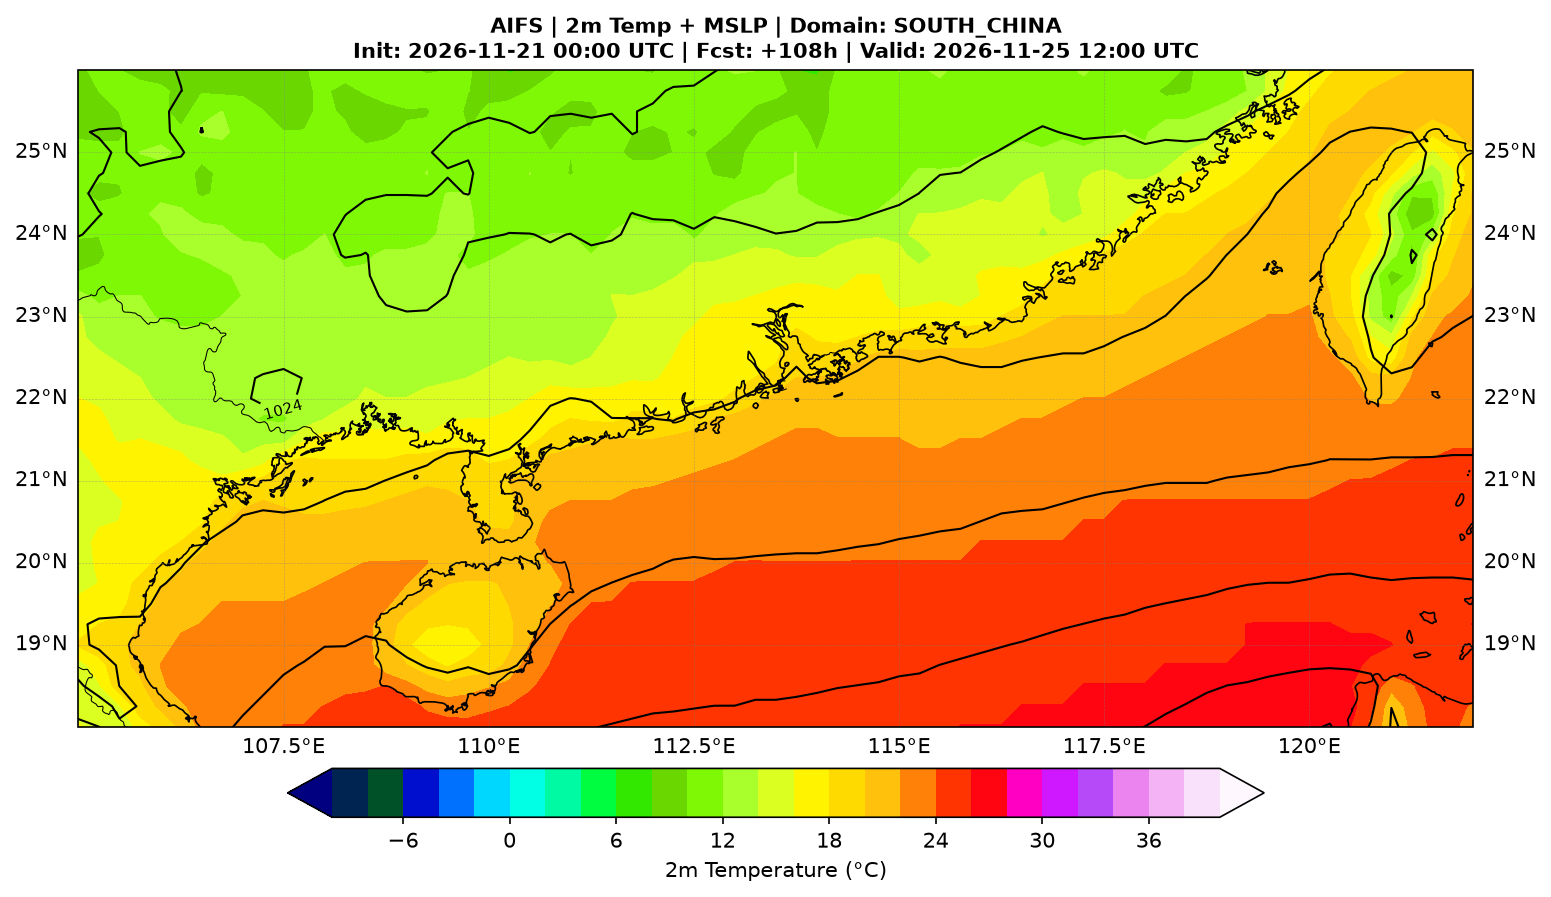 AIFS | 2m Temp + MSLP | Domain: SOUTH_CHINA
Init: 2026-11-21 00:00 UTC | Fcst: +108h | Valid: 2026-11-25 12:00 UTC
25°N 25°N
24°N 24°N
23°N 23°N
22°N 22°N
1024
21°N 21°N
20°N 20°N
19°N 19°N
107.5°E 110°E 112.5°E 115°E 117.5°E 120°E
−6 0 6 12 18 24 30 36
2m Temperature (°C)